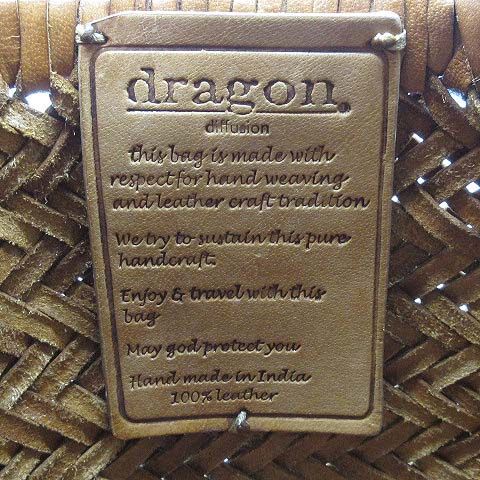 dragon
diffusion
this bag is made with
respect for hand weaving
and leather craft tradition
We try to sustain this pure
handcraft.
Enjoy & travel with this
bag
May god protect you
Hand made in India
100% leather